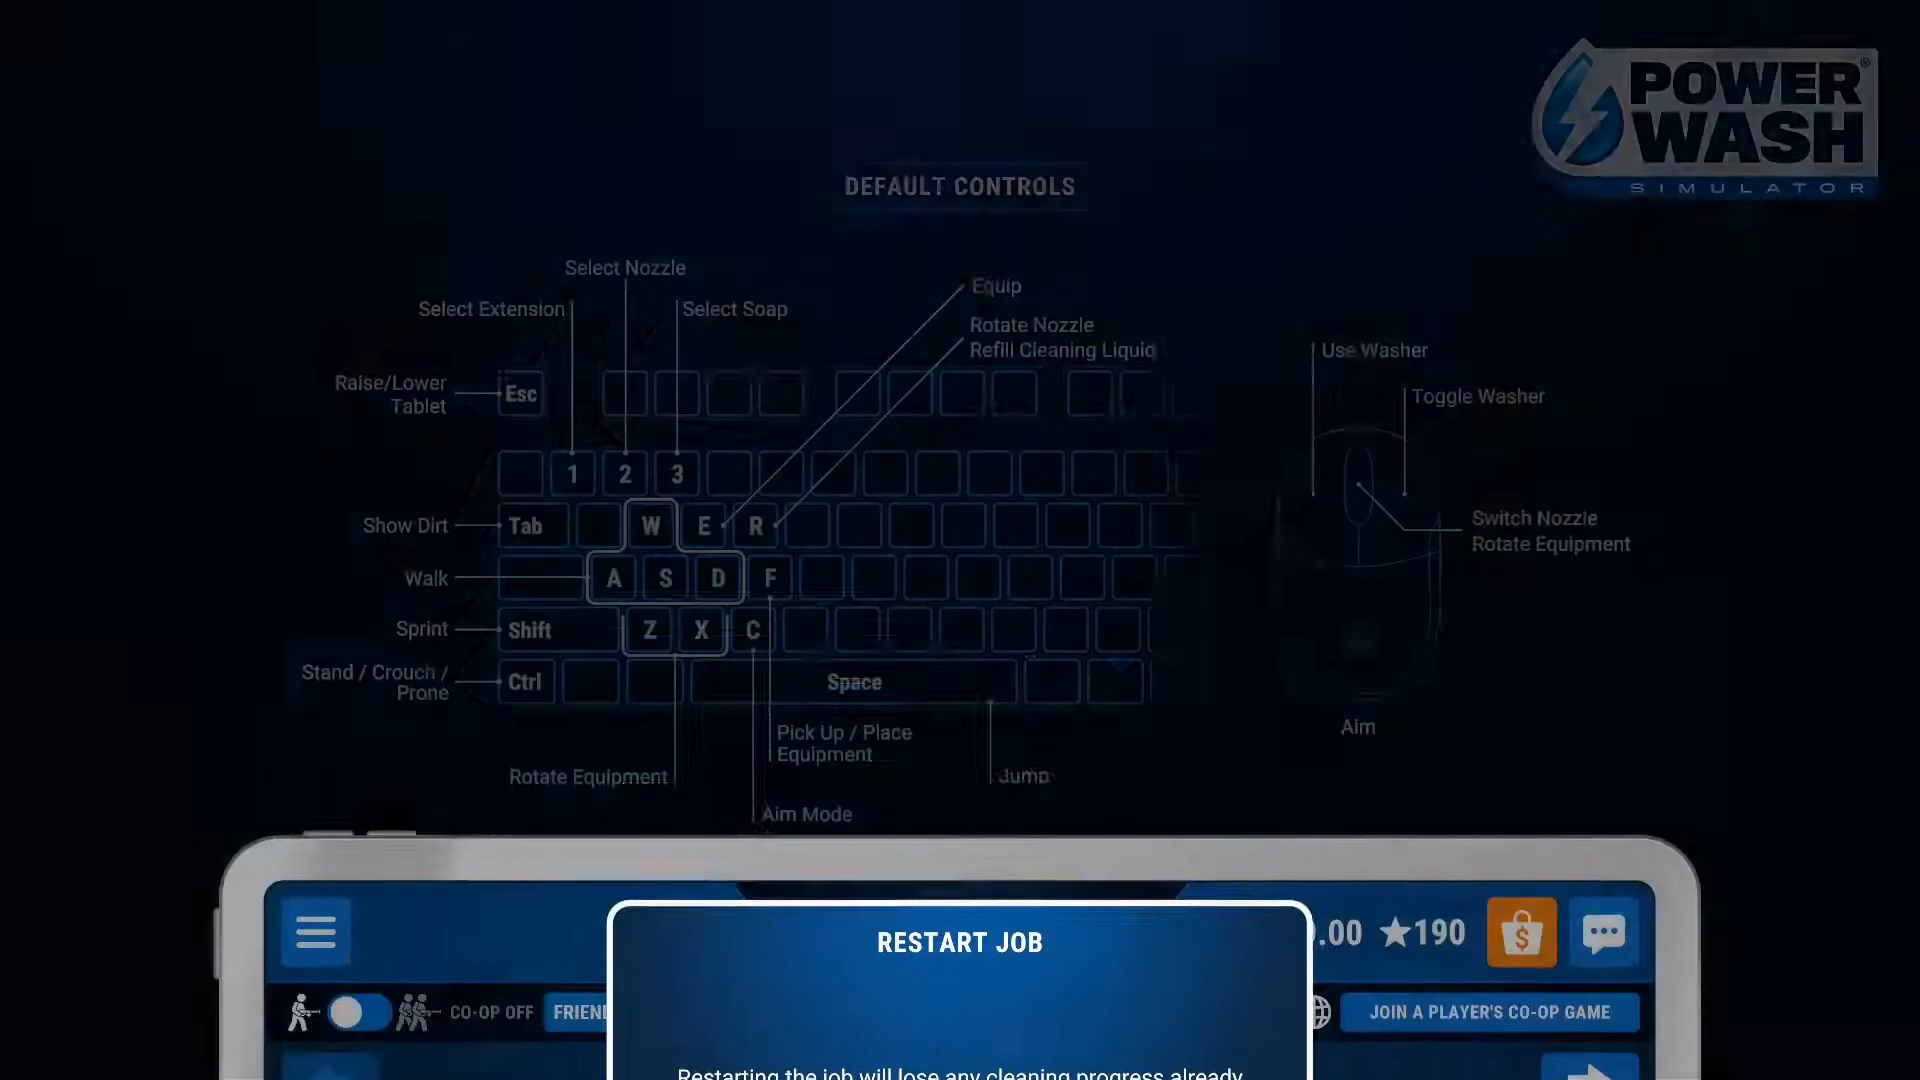 POWER®
WASH
SIMULATOR
DEFAULT CONTROLS
Select Nozzle
Select Extension
Select Soap
Equip
Rotate Nozzle
Refill Cleaning Liquid
Raise/Lower
Tablet
Esc
Use Washer
Toggle Washer
1 2 3
Show Dirt
Tab W E R
Switch Nozzle
Rotate Equipment
Walk
A S D F
Sprint
Shift Z X C
Stand / Crouch /
Prone
Ctrl Space
Aim
Pick Up / Place
Equipment
Rotate Equipment
Jump
Aim Mode
RESTART JOB
.00 190
$
CO-OP OFF
JOIN A PLAYER'S CO-OP GAME
Restarting the job will lose any cleaning progress already